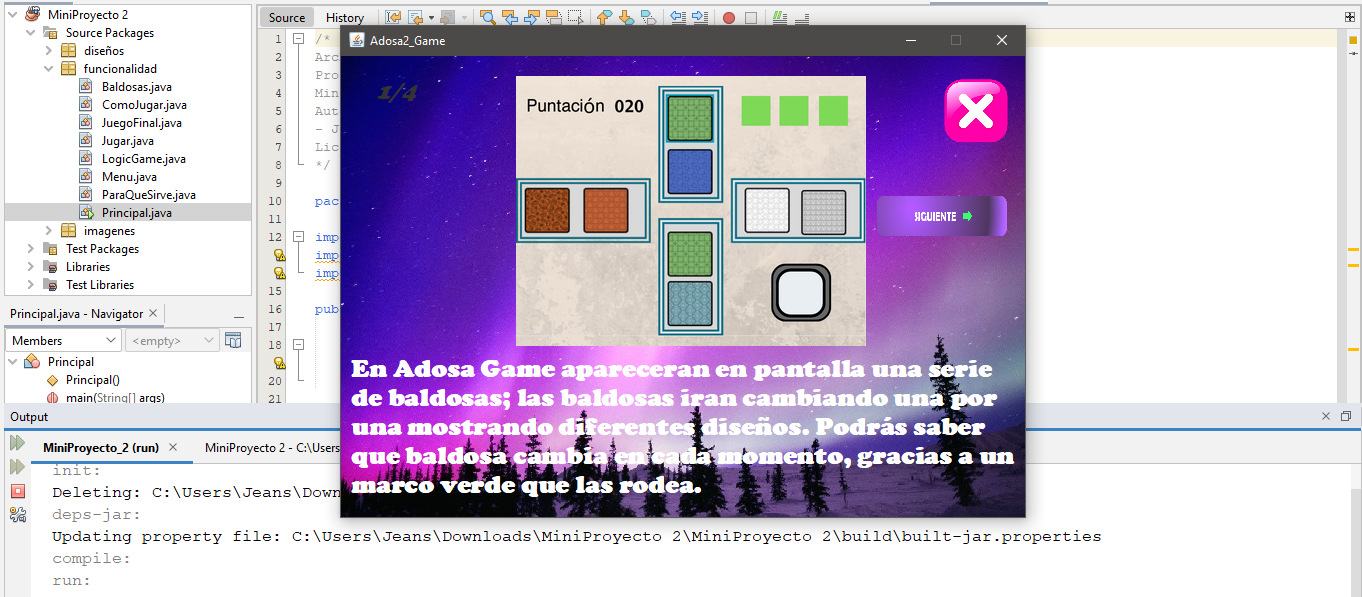 MiniProyecto 2
Source Packages
diseños
funcionalidad
Baldosas.java
ComoJugar.java
JuegoFinal.java
Jugar.java
LogicGame.java
Menu.java
ParaQueSirve.java
Principal.java
imagenes
Test Packages
Libraries
Test Libraries
Principal.java - Navigator
Members
<empty>
Principal
Principal()
main(String[] args)
Source
History
1 /*
2 Arc
3 Pro
4 Min
5 Aut
6 - J
7 Lic
8 */
9
10 pac
11
12 imp
imp
imp
15
16 pub
17
18
20
21
Adosa2_Game
1/4
Puntación 020
SIGUIENTE
En Adosa Game apareceran en pantalla una serie
de baldosas; las baldosas iran cambiando una por
una mostrando diferentes diseños. Podrás saber
que baldosa cambia en cada momento, gracias a un
marco verde que las rodea.
Output
MiniProyecto_2 (run)
MiniProyecto 2 - C:\Users
init:
Deleting: C:\Users\Jeans\Down
deps-jar:
Updating property file: C:\Users\Jeans\Downloads\MiniProyecto 2\MiniProyecto 2\build\built-jar.properties
compile:
run: